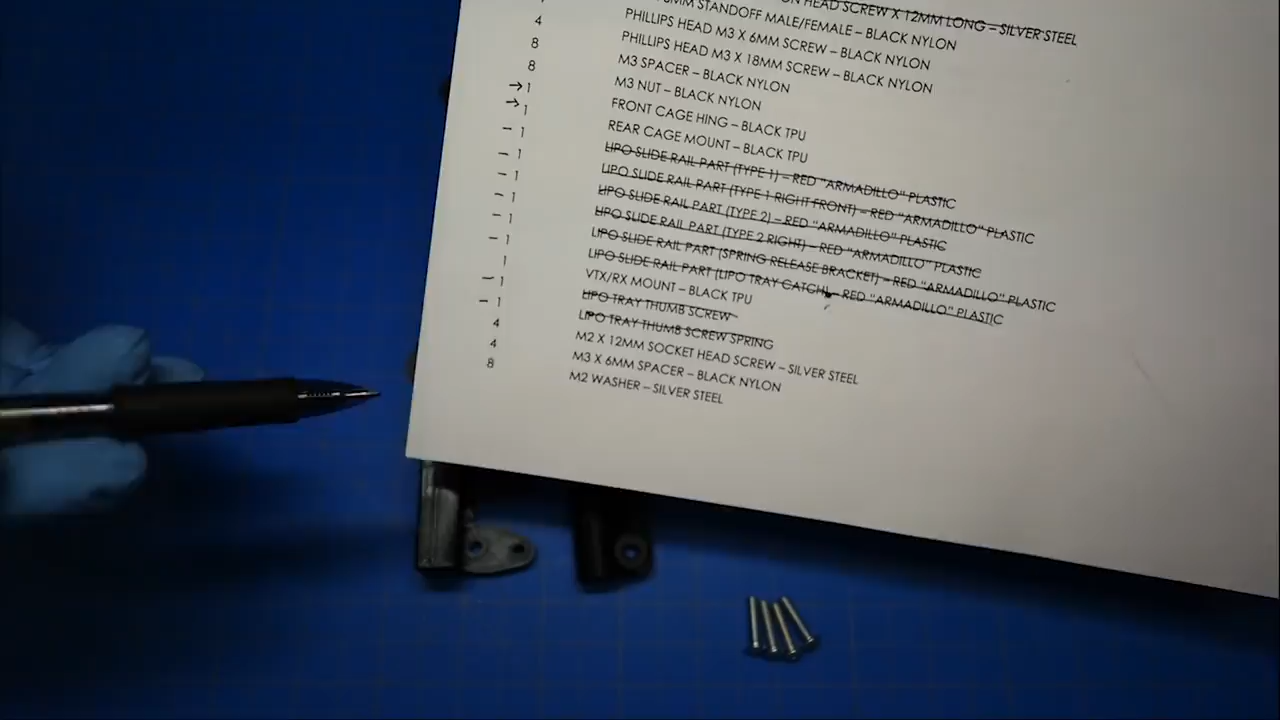 HEAD SCREW X 12MM LONG – SILVER STEEL
STANDOFF MALE/FEMALE – BLACK NYLON
PHILLIPS HEAD M3 X 6MM SCREW – BLACK NYLON
4 PHILLIPS HEAD M3 X 18MM SCREW – BLACK NYLON
8 M3 SPACER – BLACK NYLON
8 M3 NUT – BLACK NYLON
→ 1 FRONT CAGE HING – BLACK TPU
→ 1 REAR CAGE MOUNT – BLACK TPU
– 1 LIPO SLIDE RAIL PART (TYPE 1) – RED "ARMADILLO" PLASTIC
– 1 LIPO SLIDE RAIL PART (TYPE 1 RIGHT FRONT) – RED "ARMADILLO" PLASTIC
– 1 LIPO SLIDE RAIL PART (TYPE 2) – RED "ARMADILLO" PLASTIC
– 1 LIPO SLIDE RAIL PART (TYPE 2 RIGHT) – RED "ARMADILLO" PLASTIC
– 1 LIPO SLIDE RAIL PART (SPRING RELEASE BRACKET) – RED "ARMADILLO" PLASTIC
– 1 LIPO SLIDE RAIL PART (LIPO TRAY CATCH) – RED "ARMADILLO" PLASTIC
1 VTX/RX MOUNT – BLACK TPU
– 1 LIPO TRAY THUMB SCREW
– 1 LIPO TRAY THUMB SCREW SPRING
4 M2 X 12MM SOCKET HEAD SCREW – SILVER STEEL
4 M3 X 6MM SPACER – BLACK NYLON
8 M2 WASHER – SILVER STEEL